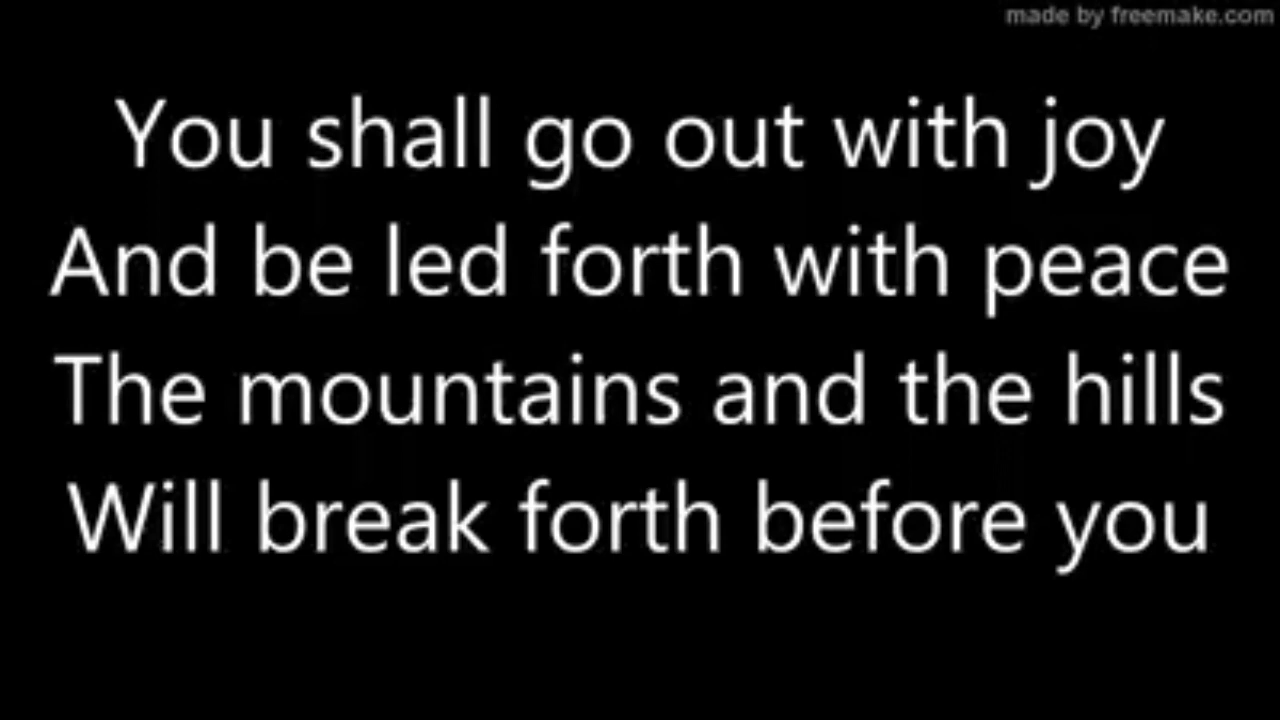 made by freemake.com
You shall go out with joy
And be led forth with peace
The mountains and the hills
Will break forth before you